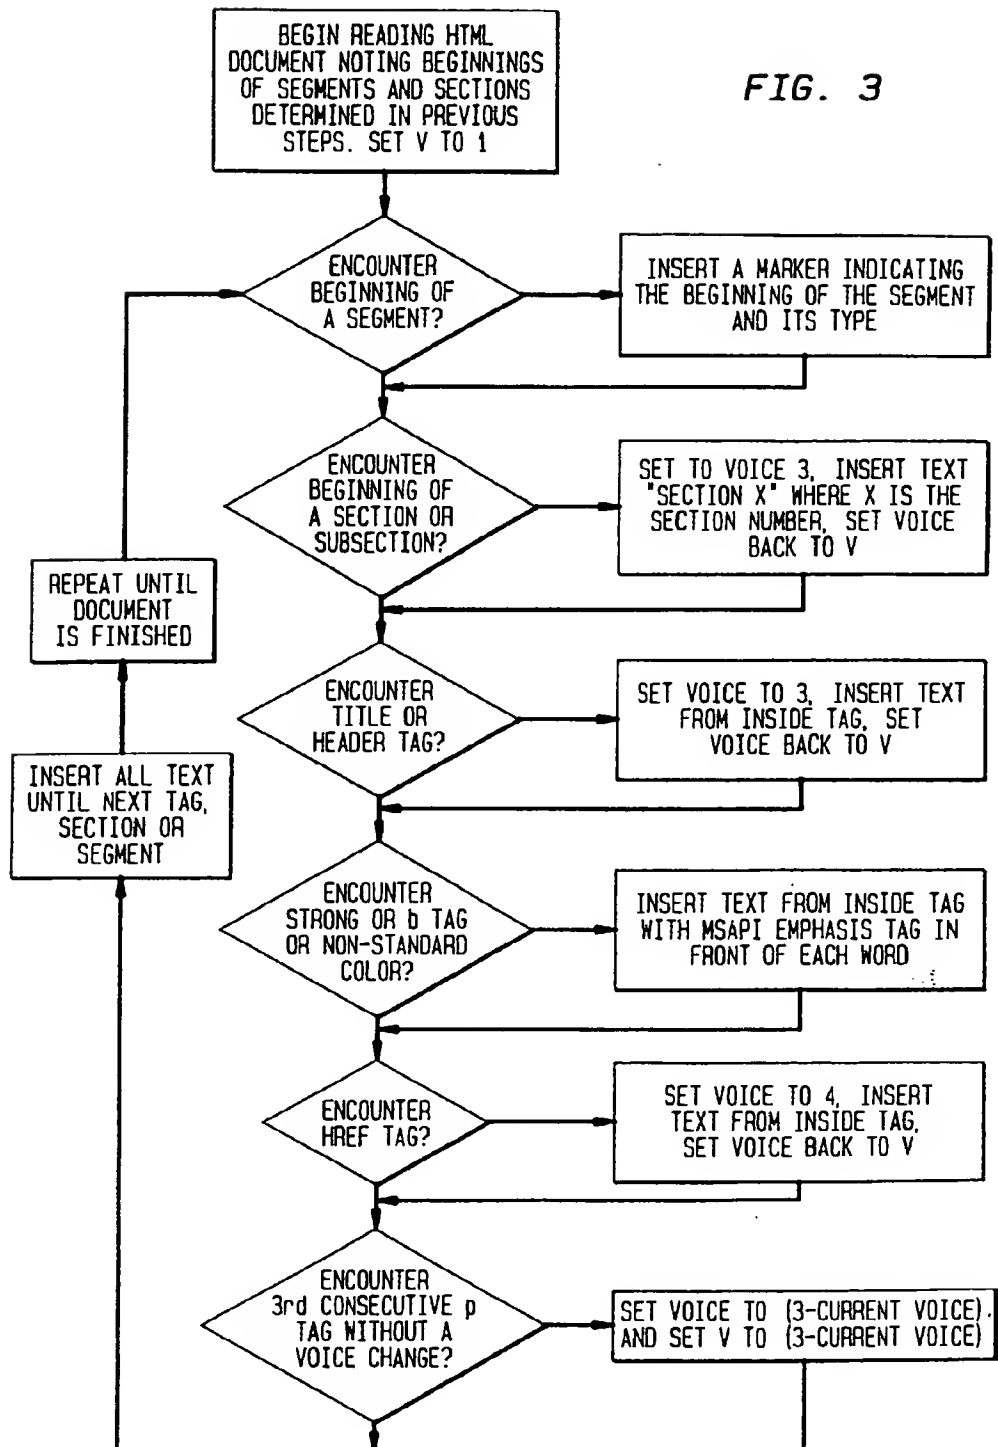 BEGIN READING HTML
DOCUMENT NOTING BEGINNINGS
OF SEGMENTS AND SECTIONS
DETERMINED IN PREVIOUS
STEPS. SET V TO 1
FIG. 3
ENCOUNTER
BEGINNING OF
A SEGMENT?
INSERT A MARKER INDICATING
THE BEGINNING OF THE SEGMENT
AND ITS TYPE
ENCOUNTER
BEGINNING OF
A SECTION OR
SUBSECTION?
SET TO VOICE 3, INSERT TEXT
"SECTION X" WHERE X IS THE
SECTION NUMBER, SET VOICE
BACK TO V
REPEAT UNTIL
DOCUMENT
IS FINISHED
ENCOUNTER
TITLE OR
HEADER TAG?
SET VOICE TO 3, INSERT TEXT
FROM INSIDE TAG, SET
VOICE BACK TO V
INSERT ALL TEXT
UNTIL NEXT TAG,
SECTION OR
SEGMENT
ENCOUNTER
STRONG OR b TAG
OR NON-STANDARD
COLOR?
INSERT TEXT FROM INSIDE TAG
WITH MSAPI EMPHASIS TAG IN
FRONT OF EACH WORD
ENCOUNTER
HREF TAG?
SET VOICE TO 4, INSERT
TEXT FROM INSIDE TAG,
SET VOICE BACK TO V
ENCOUNTER
3rd CONSECUTIVE p
TAG WITHOUT A
VOICE CHANGE?
SET VOICE TO (3-CURRENT VOICE).
AND SET V TO (3-CURRENT VOICE)